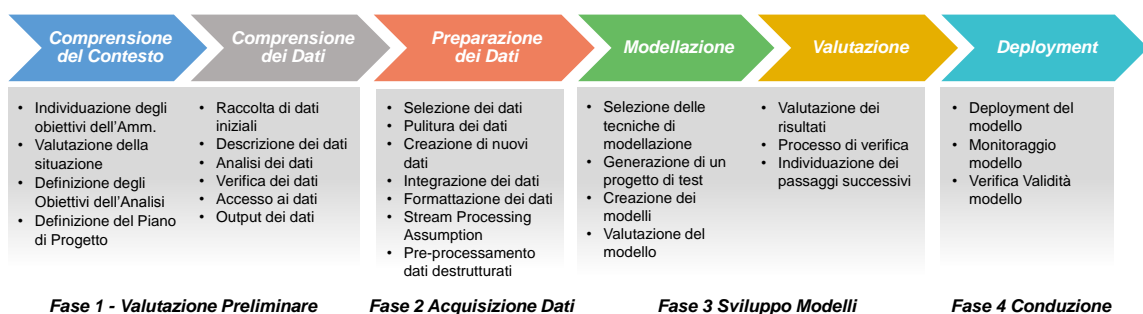 Comprensione
del Contesto
Comprensione
dei Dati
Preparazione
dei Dati
Modellazione
Valutazione
Deployment
• Individuazione degli
obiettivi dell'Amm.
• Valutazione della
situazione
• Definizione degli
Obiettivi dell'Analisi
• Definizione del Piano
di Progetto
• Raccolta di dati
iniziali
• Descrizione dei dati
• Analisi dei dati
• Verifica dei dati
• Accesso ai dati
• Output dei dati
• Selezione dei dati
• Pulitura dei dati
• Creazione di nuovi
dati
• Integrazione dei dati
• Formattazione dei dati
• Stream Processing
Assumption
• Pre-processamento
dati destrutturati
• Selezione delle
tecniche di
modellazione
• Generazione di un
progetto di test
• Creazione dei
modelli
• Valutazione del
modello
• Valutazione dei
risultati
• Processo di verifica
• Individuazione dei
passaggi successivi
• Deployment del
modello
• Monitoraggio
modello
• Verifica Validità
modello
Fase 1 - Valutazione Preliminare
Fase 2 Acquisizione Dati
Fase 3 Sviluppo Modelli
Fase 4 Conduzione